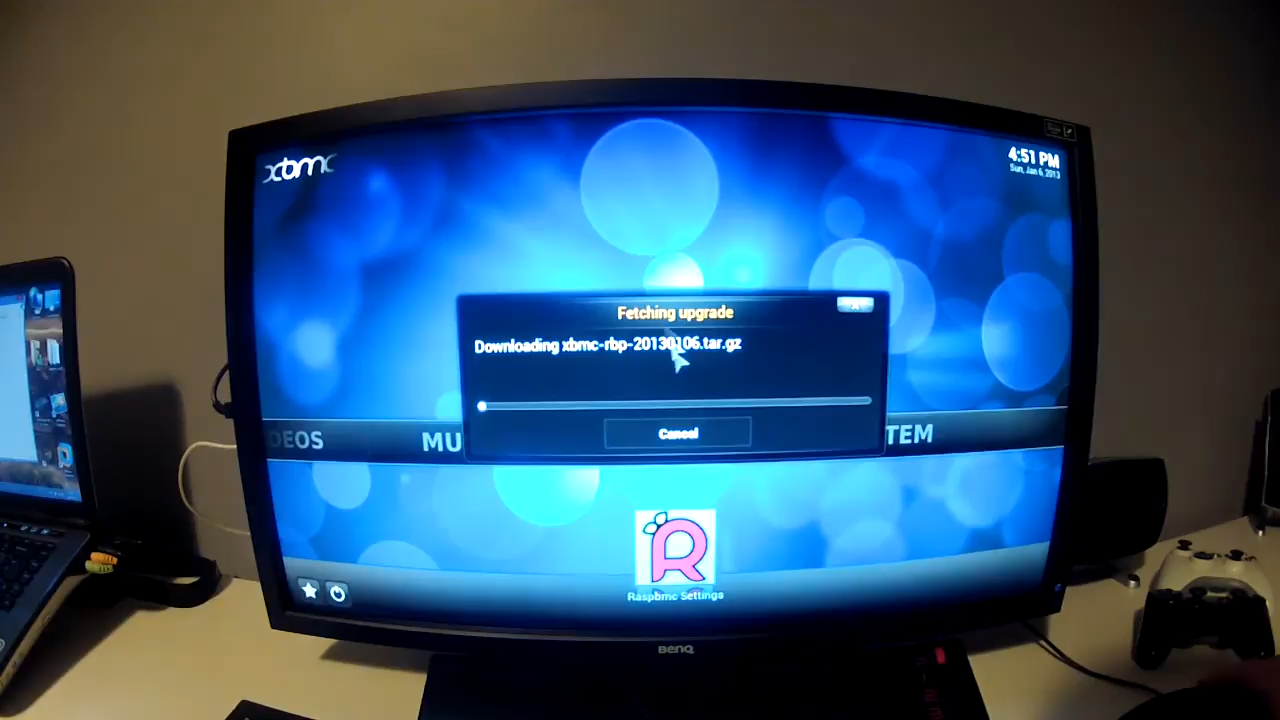 xbmc
4:51 PM
Sun, Jan 6, 2013
Fetching upgrade
Downloading xbmc-rbp-20130106.tar.gz
DEOS
MU
Cancel
TEM
R
Raspbmc Settings
BenQ